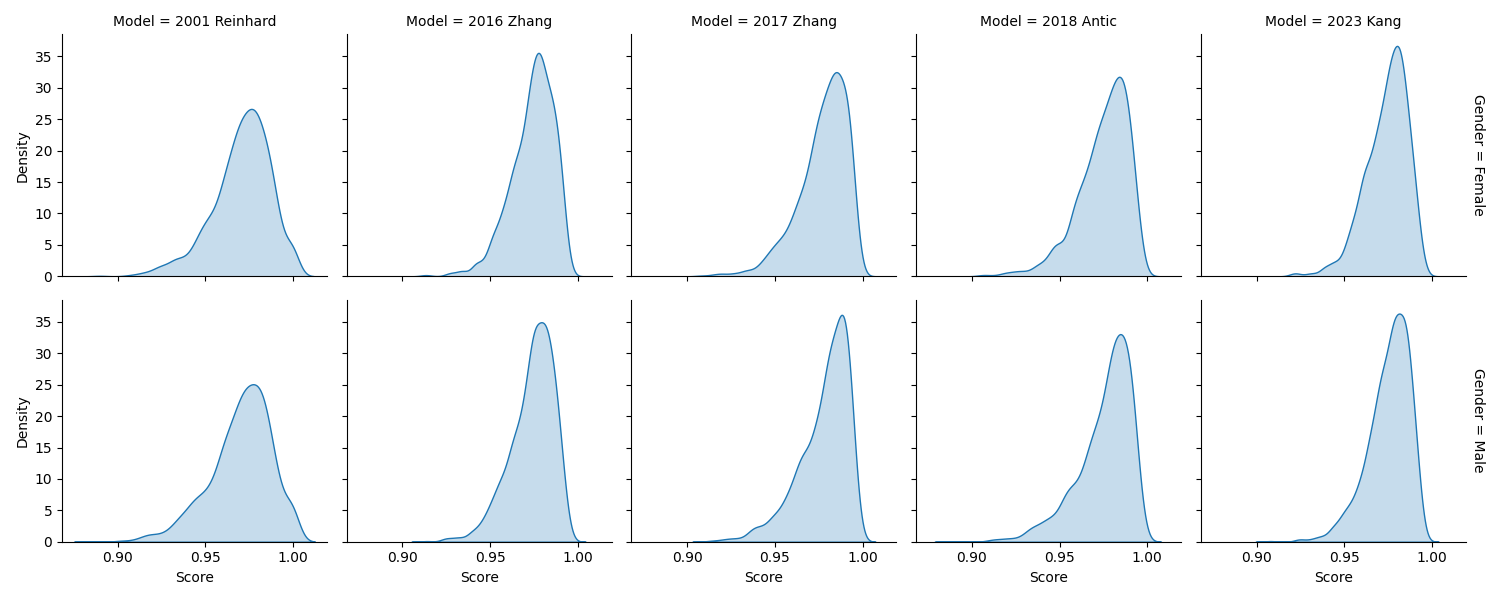 Model = 2001 Reinhard
Model = 2016 Zhang
Model = 2017 Zhang
Model = 2018 Antic
Model = 2023 Kang
35
30
25
20
15
10
5
0
Density
Gender = Female
35
30
25
20
15
10
5
0
Density
Gender = Male
0.90 0.95 1.00
0.90 0.95 1.00
0.90 0.95 1.00
0.90 0.95 1.00
0.90 0.95 1.00
Score
Score
Score
Score
Score